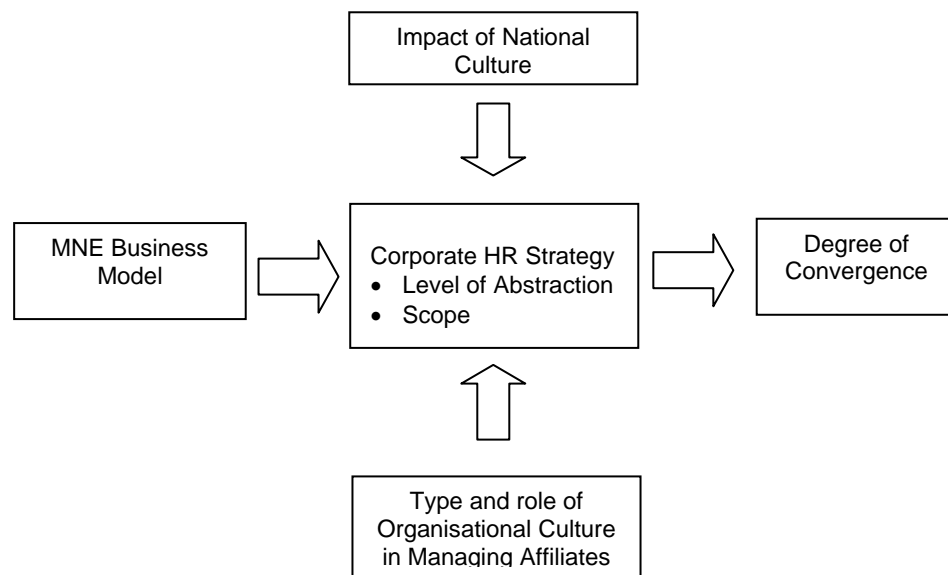 Impact of National
Culture
MNE Business
Model
Corporate HR Strategy
• Level of Abstraction
• Scope
Degree of
Convergence
Type and role of
Organisational Culture
in Managing Affiliates